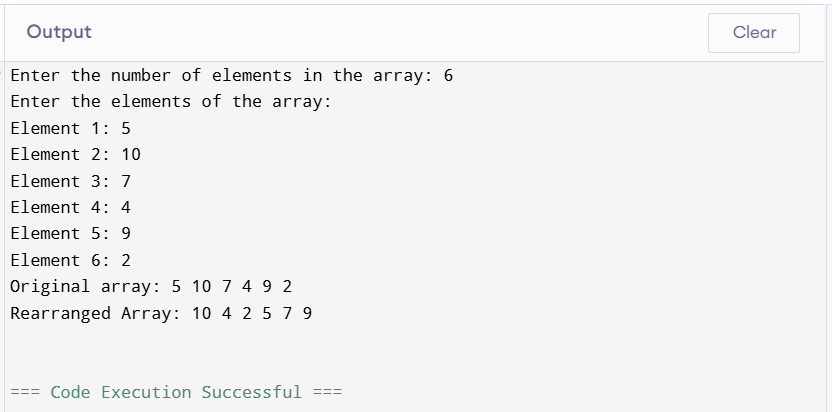 Output
Clear
Enter the number of elements in the array: 6
Enter the elements of the array:
Element 1: 5
Element 2: 10
Element 3: 7
Element 4: 4
Element 5: 9
Element 6: 2
Original array: 5 10 7 4 9 2
Rearranged Array: 10 4 2 5 7 9
=== Code Execution Successful ===